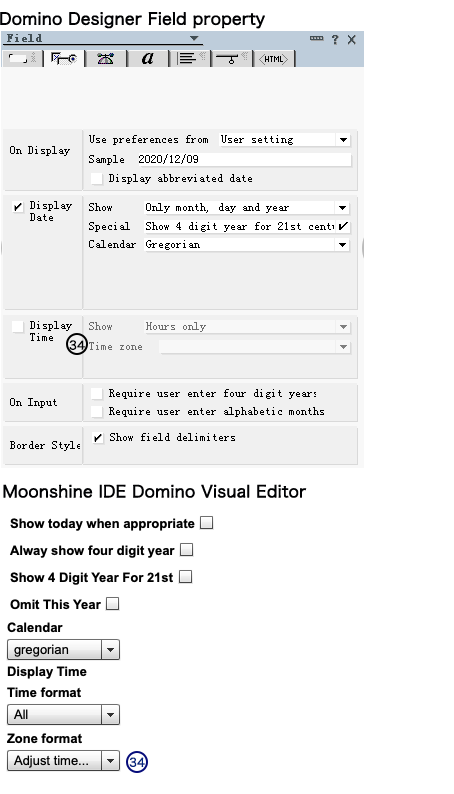 Domino Designer Field property
Field
? X
a
<HTML>
On Display
Use preferences from User setting
Sample 2020/12/09
Display abbreviated date
Display Date
Show Only month, day and year
Special Show 4 digit year for 21st centu
Calendar Gregorian
Display Time
34
Show Hours only
Time zone
On Input
Require user enter four digit years
Require user enter alphabetic months
Border Style
Show field delimiters
Moonshine IDE Domino Visual Editor
Show today when appropriate
Alway show four digit year
Show 4 Digit Year For 21st
Omit This Year
Calendar
gregorian
Display Time
Time format
All
Zone format
Adjust time...
34